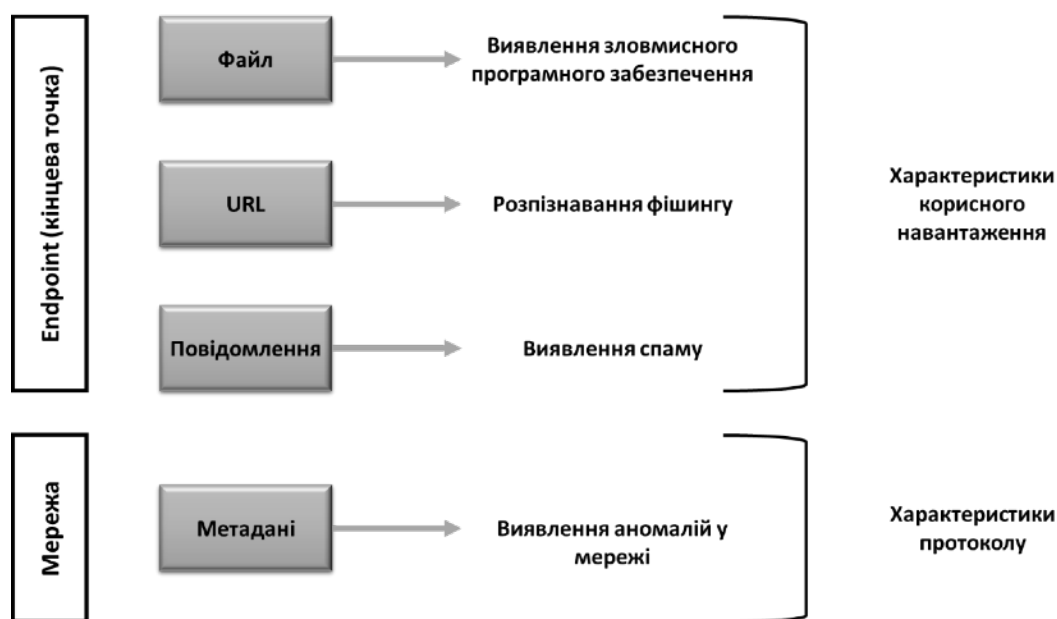 Endpoint (кінцева точка)
Файл
Виявлення зловмисного
програмного забезпечення
URL
Розпізнавання фішингу
Повідомлення
Виявлення спаму
Характеристики
корисного
навантаження
Мережа
Метадані
Виявлення аномалій у
мережі
Характеристики
протоколу